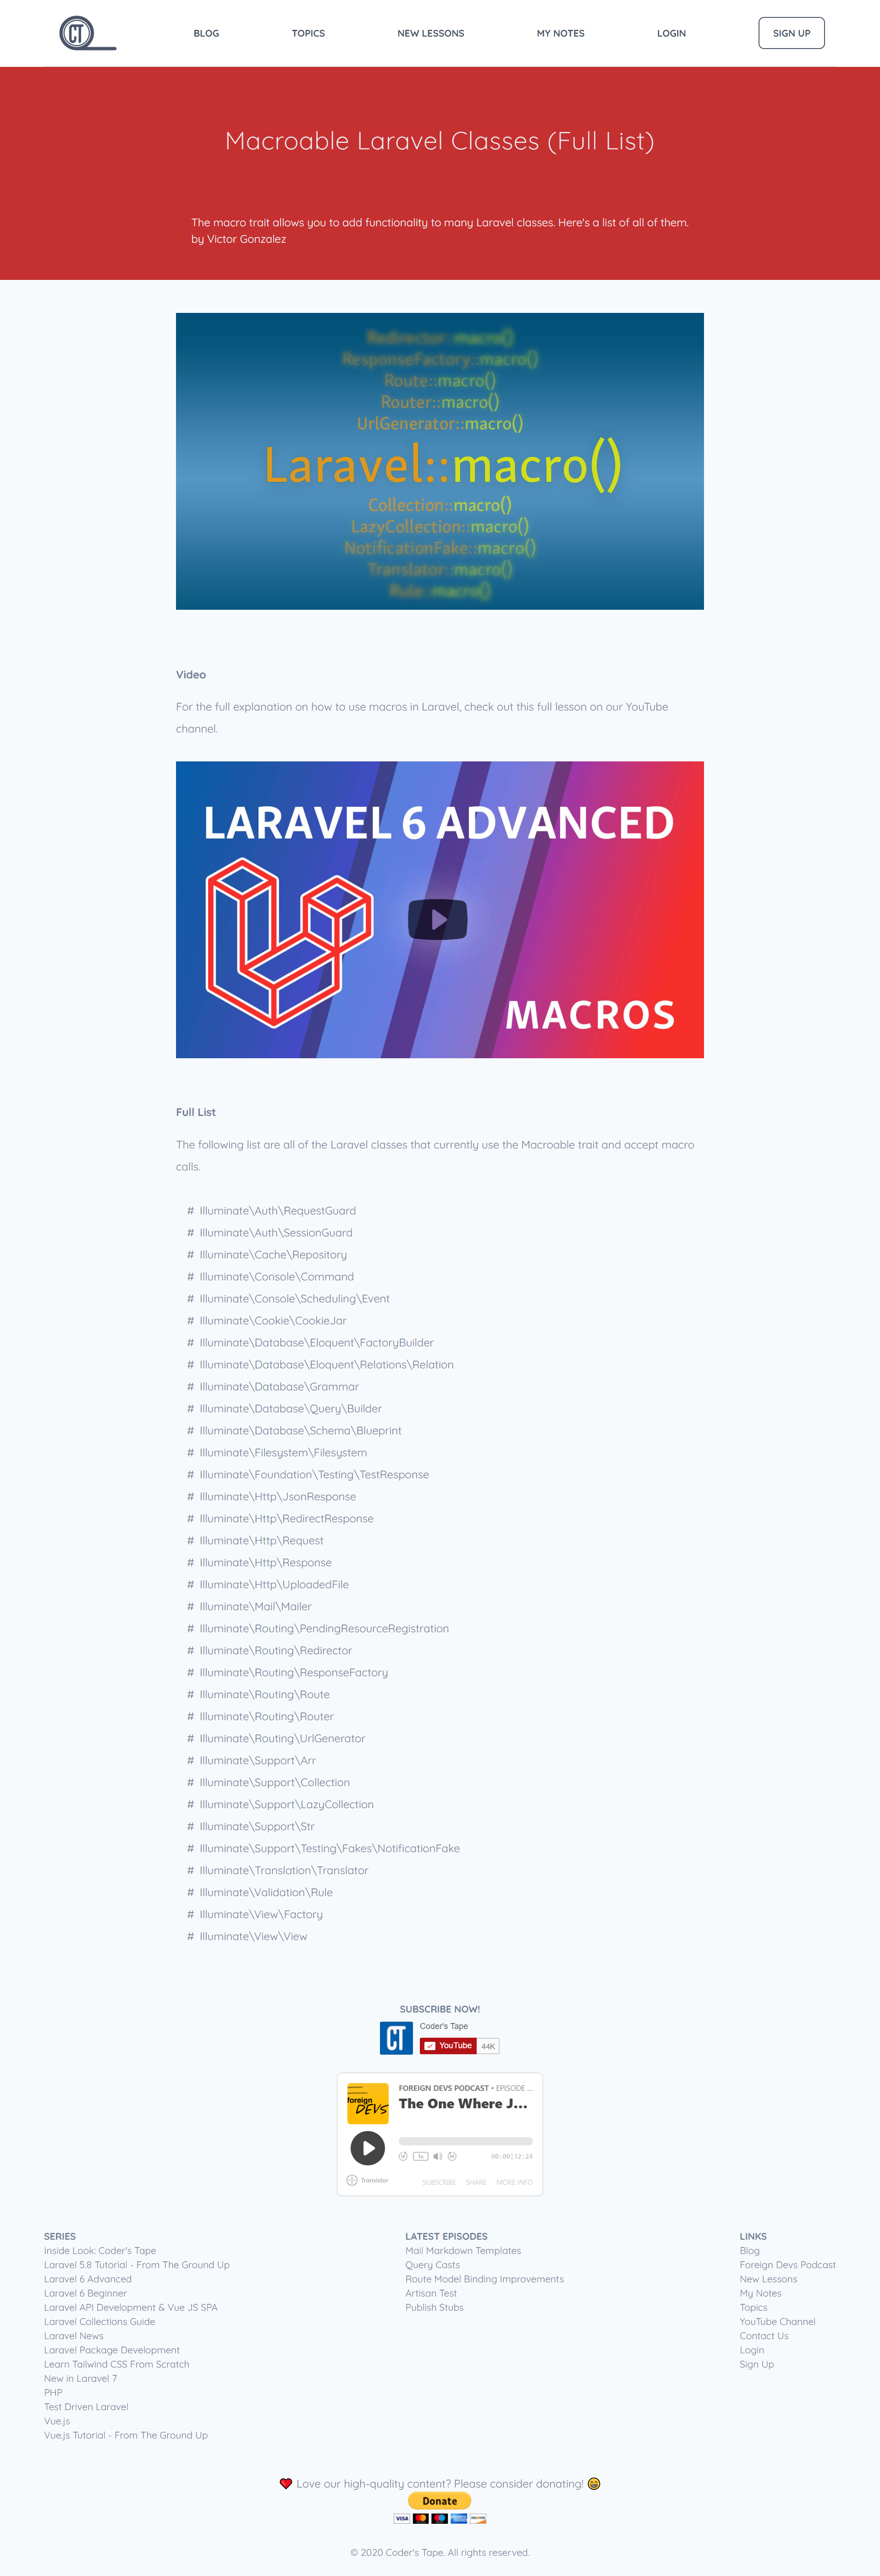 CT
BLOG
TOPICS
NEW LESSONS
MY NOTES
LOGIN
SIGN UP
Macroable Laravel Classes (Full List)
The macro trait allows you to add functionality to many Laravel classes. Here's a list of all of them.
by Victor Gonzalez
Redirector::macro()
ResponseFactory::macro()
Route::macro()
Router::macro()
UrlGenerator::macro()
Laravel::macro()
Collection::macro()
LazyCollection::macro()
NotificationFake::macro()
Translator::macro()
Rule::macro()
Video
For the full explanation on how to use macros in Laravel, check out this full lesson on our YouTube
channel.
LARAVEL 6 ADVANCED
MACROS
Full List
The following list are all of the Laravel classes that currently use the Macroable trait and accept macro
calls.
# Illuminate\Auth\RequestGuard
# Illuminate\Auth\SessionGuard
# Illuminate\Cache\Repository
# Illuminate\Console\Command
# Illuminate\Console\Scheduling\Event
# Illuminate\Cookie\CookieJar
# Illuminate\Database\Eloquent\FactoryBuilder
# Illuminate\Database\Eloquent\Relations\Relation
# Illuminate\Database\Grammar
# Illuminate\Database\Query\Builder
# Illuminate\Database\Schema\Blueprint
# Illuminate\Filesystem\Filesystem
# Illuminate\Foundation\Testing\TestResponse
# Illuminate\Http\JsonResponse
# Illuminate\Http\RedirectResponse
# Illuminate\Http\Request
# Illuminate\Http\Response
# Illuminate\Http\UploadedFile
# Illuminate\Mail\Mailer
# Illuminate\Routing\PendingResourceRegistration
# Illuminate\Routing\Redirector
# Illuminate\Routing\ResponseFactory
# Illuminate\Routing\Route
# Illuminate\Routing\Router
# Illuminate\Routing\UrlGenerator
# Illuminate\Support\Arr
# Illuminate\Support\Collection
# Illuminate\Support\LazyCollection
# Illuminate\Support\Str
# Illuminate\Support\Testing\Fakes\NotificationFake
# Illuminate\Translation\Translator
# Illuminate\Validation\Rule
# Illuminate\View\Factory
# Illuminate\View\View
SUBSCRIBE NOW!
CT
Coder's Tape
YouTube 44K
foreign
DEVS
FOREIGN DEVS PODCAST • EPISODE ...
The One Where J...
1x
00:00|32:24
Transistor
SUBSCRIBE SHARE MORE INFO
SERIES
Inside Look: Coder's Tape
Laravel 5.8 Tutorial - From The Ground Up
Laravel 6 Advanced
Laravel 6 Beginner
Laravel API Development & Vue JS SPA
Laravel Collections Guide
Laravel News
Laravel Package Development
Learn Tailwind CSS From Scratch
New in Laravel 7
PHP
Test Driven Laravel
Vue.js
Vue.js Tutorial - From The Ground Up
LATEST EPISODES
Mail Markdown Templates
Query Casts
Route Model Binding Improvements
Artisan Test
Publish Stubs
LINKS
Blog
Foreign Devs Podcast
New Lessons
My Notes
Topics
YouTube Channel
Contact Us
Login
Sign Up
Love our high-quality content? Please consider donating!
Donate
VISA
© 2020 Coder's Tape. All rights reserved.